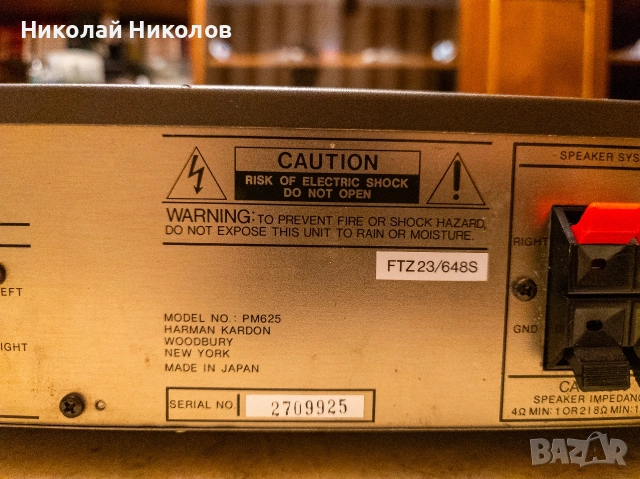 Николай Николов
CAUTION
RISK OF ELECTRIC SHOCK
DO NOT OPEN
WARNING: TO PREVENT FIRE OR SHOCK HAZARD,
DO NOT EXPOSE THIS UNIT TO RAIN OR MOISTURE.
FTZ 23/648S
SPEAKER SYS
RIGHT
GND
EFT
IGHT
MODEL NO.: PM625
HARMAN KARDON
WOODBURY
NEW YORK
MADE IN JAPAN
SERIAL NO. 2709925
CA
SPEAKER IMPEDANC
4Ω MIN: 1 OR 2 | 8Ω MIN: 1
BAZAR